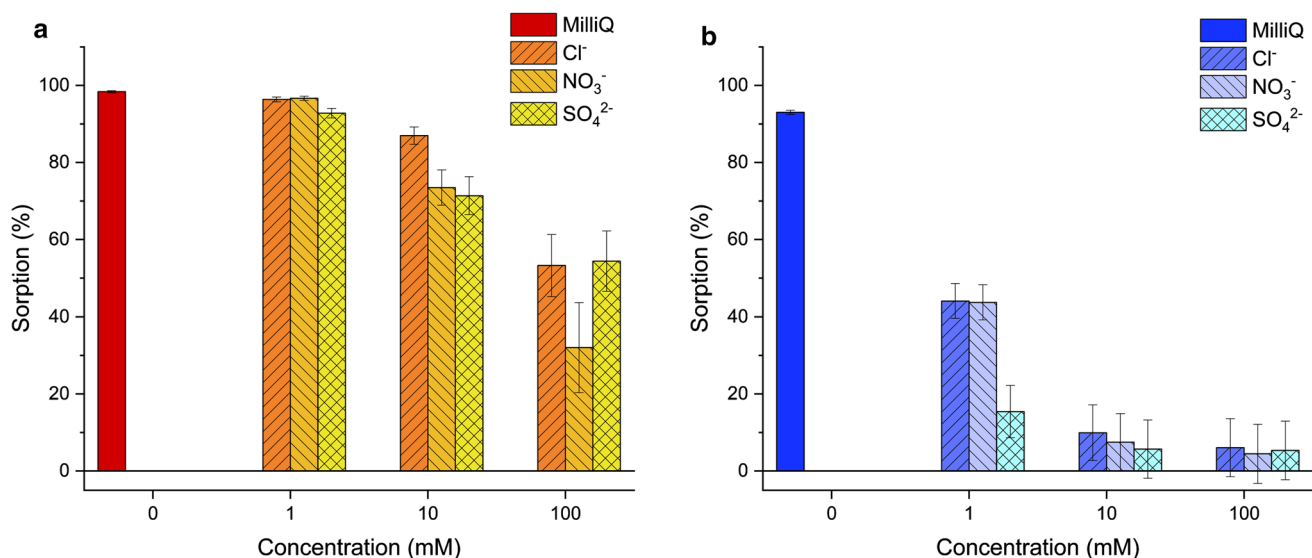 a
MilliQ
Cl⁻
NO₃⁻
SO₄²⁻
100
80
60
40
20
0
Sorption (%)
0 1 10 100
Concentration (mM)
b
MilliQ
Cl⁻
NO₃⁻
SO₄²⁻
100
80
60
40
20
0
Sorption (%)
0 1 10 100
Concentration (mM)